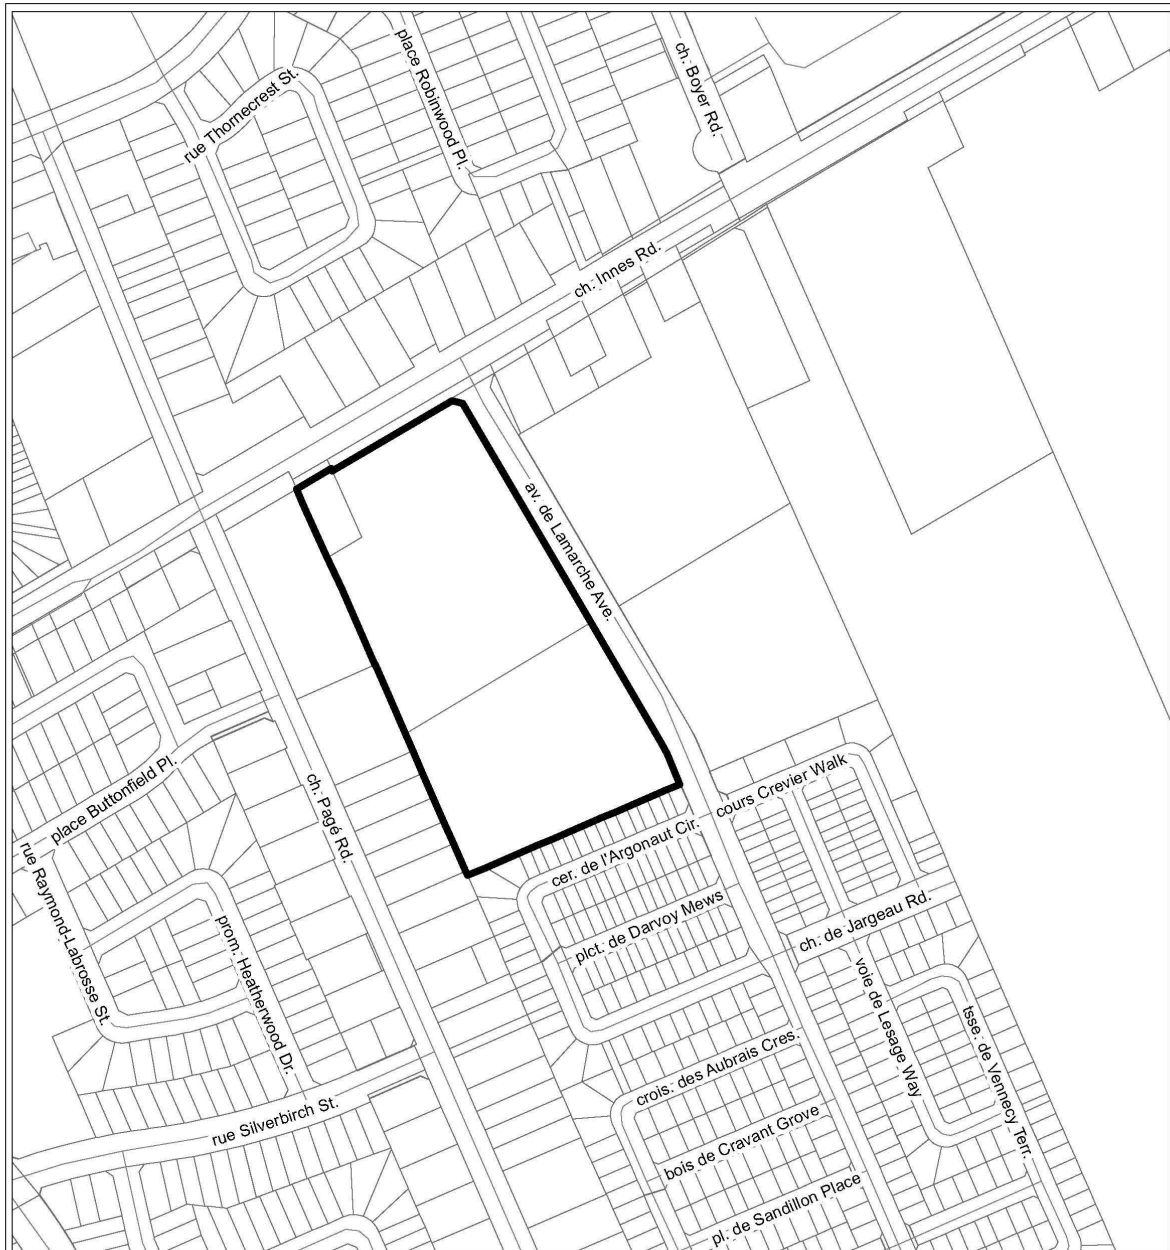 place Robinwood Pl.
ch. Boyer Rd.
rue Thornecrest St.
ch. Innes Rd.
av. de Lamarche Ave.
place Buttonfield Pl.
ch. Pagé Rd.
cours Crevier Walk
cer. de l'Argonaut Cir.
rue Raymond-Labrosse St.
prom. Heatherwood Dr.
plct. de Darvoy Mews
ch. de Jargeau Rd.
voie de Lesage Way
tsse. de Vennecy Terr.
crois. des Aubrais Cres.
rue Silverbirch St.
bois de Cravant Grove
pl. de Sandillon Place